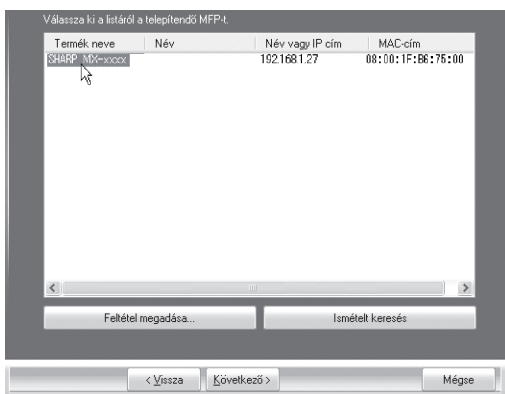 Válassza ki a listáról a telepítendő MFP-t.
Termék neve Név Név vagy IP cím MAC-cím
SHARP MX-xxxx 192.168.1.27 08:00:1F:B6:75:00
Feltétel megadása... Ismételt keresés
< Vissza Következő > Mégse